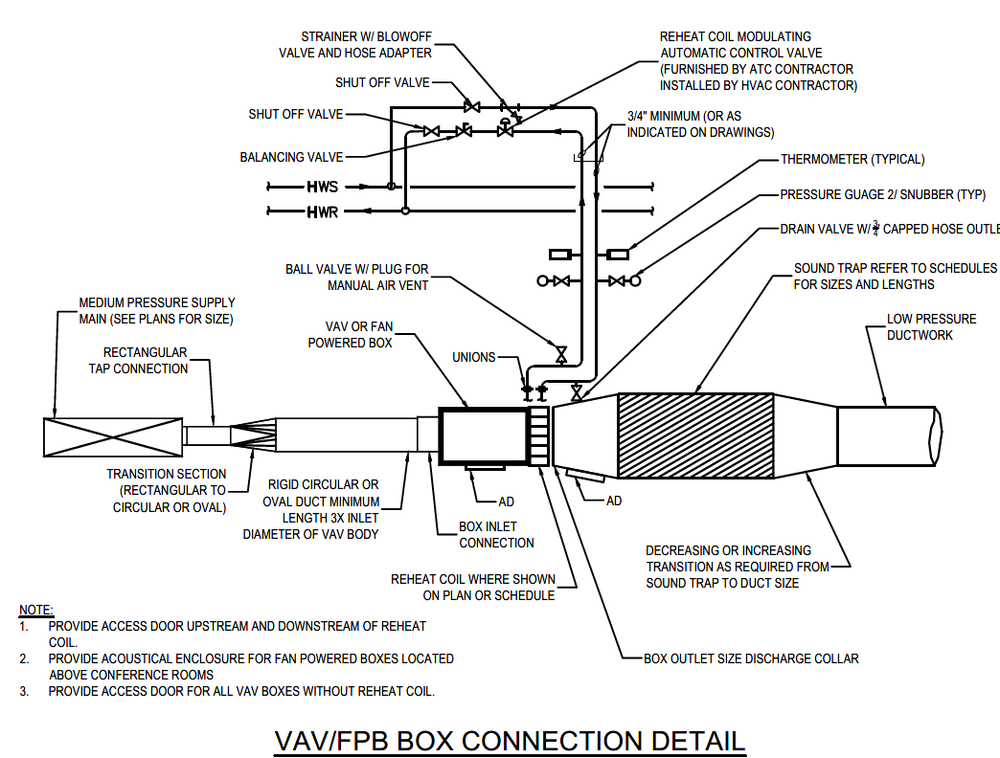 STRAINER W/ BLOWOFF
VALVE AND HOSE ADAPTER
REHEAT COIL MODULATING
AUTOMATIC CONTROL VALVE
(FURNISHED BY ATC CONTRACTOR
INSTALLED BY HVAC CONTRACTOR)
SHUT OFF VALVE
SHUT OFF VALVE
3/4" MINIMUM (OR AS
INDICATED ON DRAWINGS)
BALANCING VALVE
THERMOMETER (TYPICAL)
HWS
PRESSURE GUAGE 2/ SNUBBER (TYP)
HWR
DRAIN VALVE W/ 3/4 CAPPED HOSE OUTLE
BALL VALVE W/ PLUG FOR
MANUAL AIR VENT
SOUND TRAP REFER TO SCHEDULES
FOR SIZES AND LENGTHS
MEDIUM PRESSURE SUPPLY
MAIN (SEE PLANS FOR SIZE)
VAV OR FAN
POWERED BOX
LOW PRESSURE
DUCTWORK
RECTANGULAR
TAP CONNECTION
UNIONS
TRANSITION SECTION
(RECTANGULAR TO
CIRCULAR OR OVAL)
RIGID CIRCULAR OR
OVAL DUCT MINIMUM
LENGTH 3X INLET
DIAMETER OF VAV BODY
AD
AD
BOX INLET
CONNECTION
DECREASING OR INCREASING
TRANSITION AS REQUIRED FROM
SOUND TRAP TO DUCT SIZE
REHEAT COIL WHERE SHOWN
ON PLAN OR SCHEDULE
BOX OUTLET SIZE DISCHARGE COLLAR
NOTE:
1. PROVIDE ACCESS DOOR UPSTREAM AND DOWNSTREAM OF REHEAT
COIL.
2. PROVIDE ACOUSTICAL ENCLOSURE FOR FAN POWERED BOXES LOCATED
ABOVE CONFERENCE ROOMS
3. PROVIDE ACCESS DOOR FOR ALL VAV BOXES WITHOUT REHEAT COIL.
VAV/FPB BOX CONNECTION DETAIL